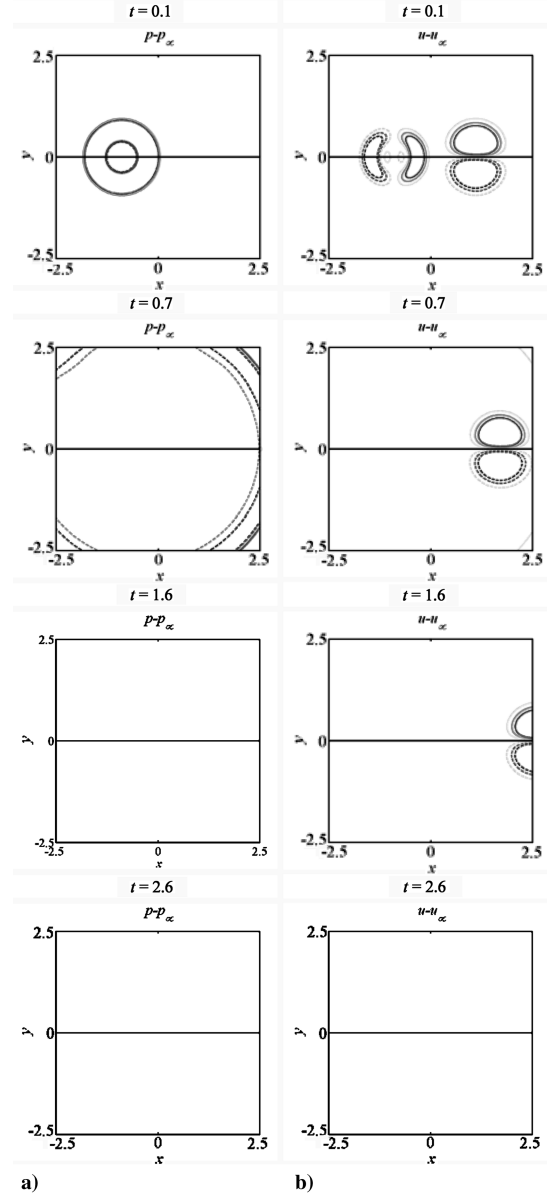 t = 0.1 t = 0.1
p-p∞ u-u∞
2.5 2.5
y 0 y 0
-2.5 -2.5
-2.5 0 2.5 -2.5 0 2.5
x x
t = 0.7 t = 0.7
p-p∞ u-u∞
2.5 2.5
y 0 y 0
-2.5 -2.5
-2.5 0 2.5 -2.5 0 2.5
x x
t = 1.6 t = 1.6
p-p∞ u-u∞
2.5 2.5
y 0 y 0
-2.5 -2.5
-2.5 0 2.5 -2.5 0 2.5
x x
t = 2.6 t = 2.6
p-p∞ u-u∞
2.5 2.5
y 0 y 0
-2.5 -2.5
-2.5 0 2.5 -2.5 0 2.5
x x
a) b)